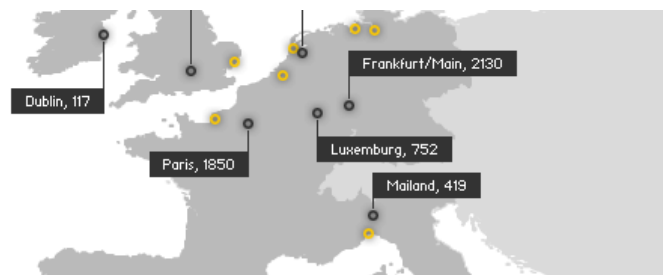 Frankfurt/Main, 2130
Dublin, 117
Luxemburg, 752
Paris, 1850
Mailand, 419